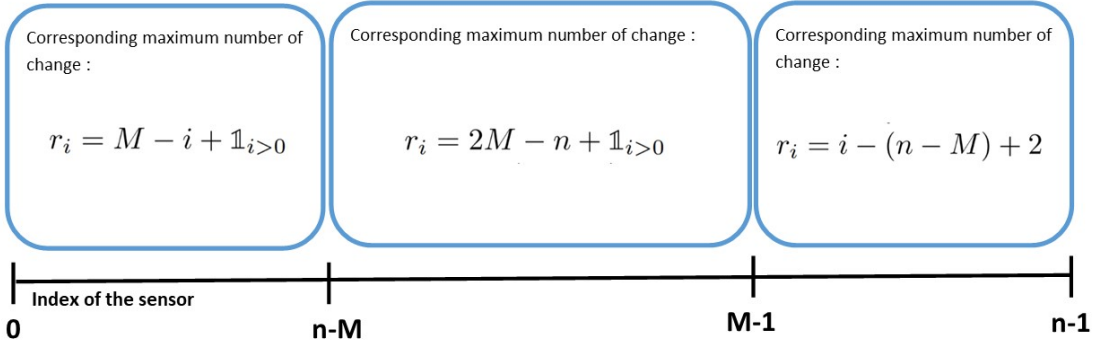 Corresponding maximum number of
change :
r_i = M − i + 𝟙_{i>0}
Corresponding maximum number of change :
r_i = 2M − n + 𝟙_{i>0}
Corresponding maximum number of
change :
r_i = i − (n − M) + 2
Index of the sensor
0
n-M
M-1
n-1